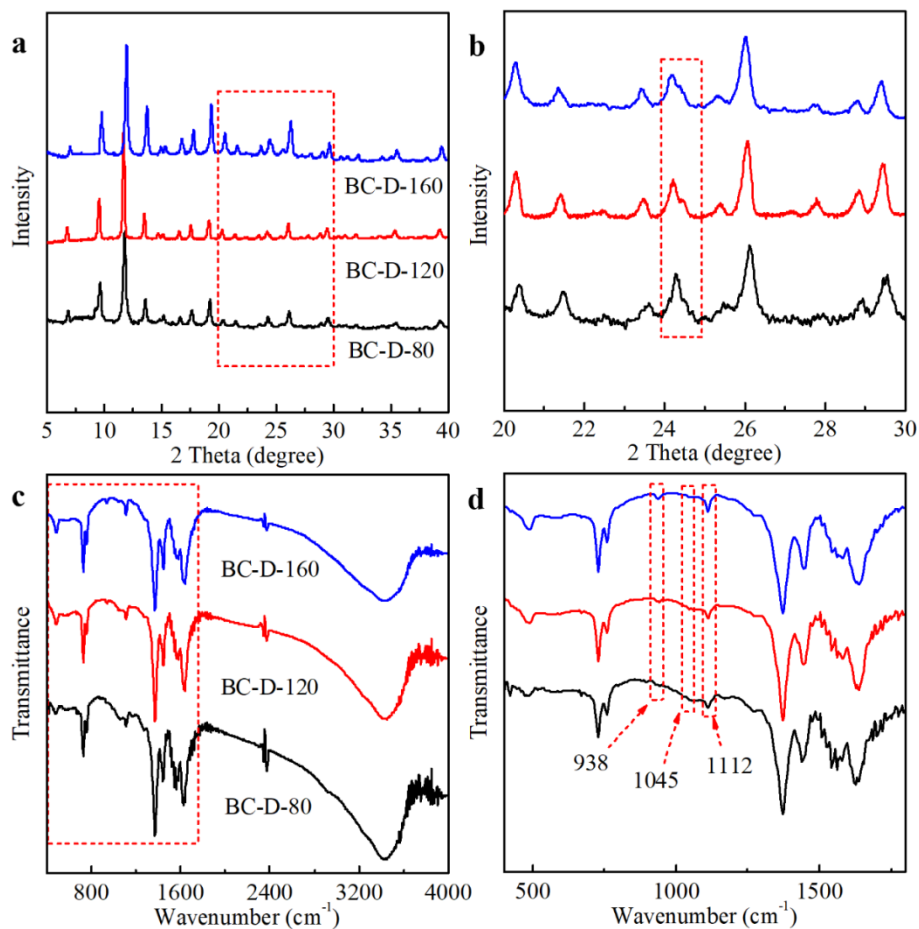 a
Intensity
BC-D-160
BC-D-120
BC-D-80
5 10 15 20 25 30 35 40
2 Theta (degree)
b
Intensity
20 22 24 26 28 30
2 Theta (degree)
c
Transmittance
BC-D-160
BC-D-120
BC-D-80
800 1600 2400 3200 4000
Wavenumber (cm⁻¹)
d
Transmittance
938
1045
1112
500 1000 1500
Wavenumber (cm⁻¹)